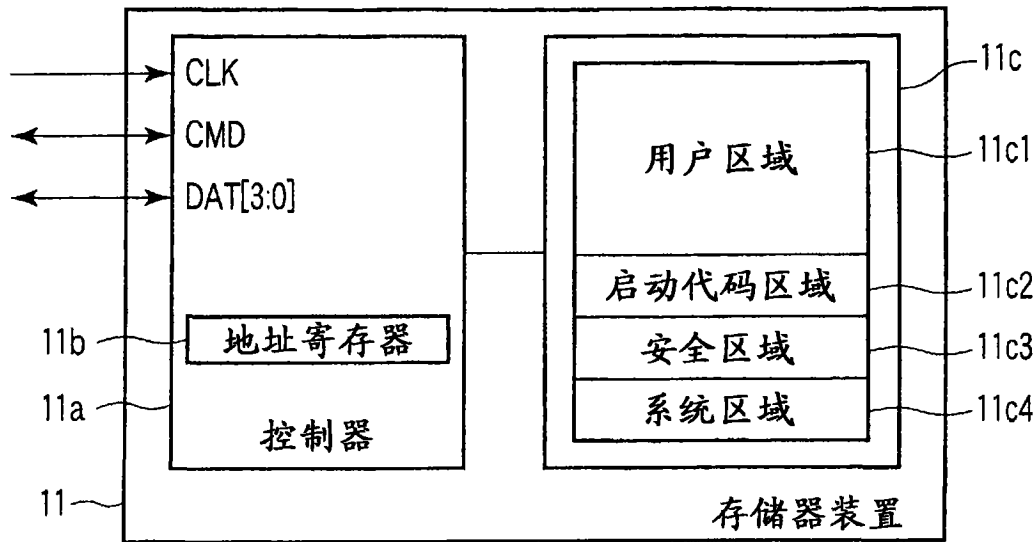 CLK
CMD
DAT[3:0]
11b
地址寄存器
11a
控制器
11
11c
用户区域
11c1
启动代码区域
11c2
安全区域
11c3
系统区域
11c4
存储器装置